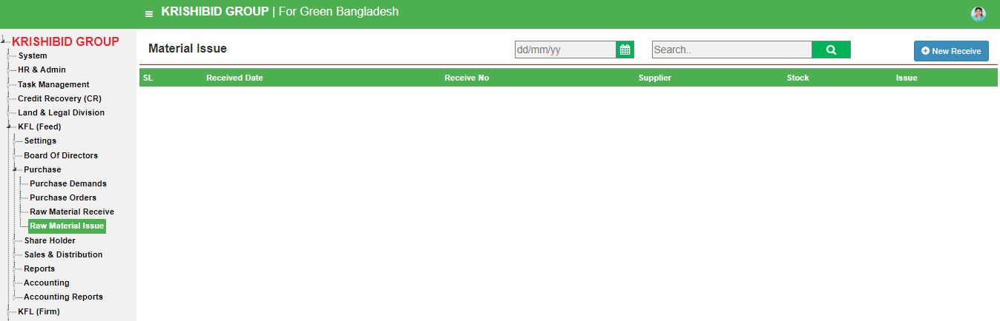 KRISHIBID GROUP | For Green Bangladesh
KRISHIBID GROUP
System
HR & Admin
Task Management
Credit Recovery (CR)
Land & Legal Division
KFL (Feed)
Settings
Board Of Directors
Purchase
Purchase Demands
Purchase Orders
Raw Material Receive
Raw Material Issue
Share Holder
Sales & Distribution
Reports
Accounting
Accounting Reports
KFL (Firm)
Material Issue dd/mm/yy Search.. New Receive
SL Received Date Receive No Supplier Stock Issue